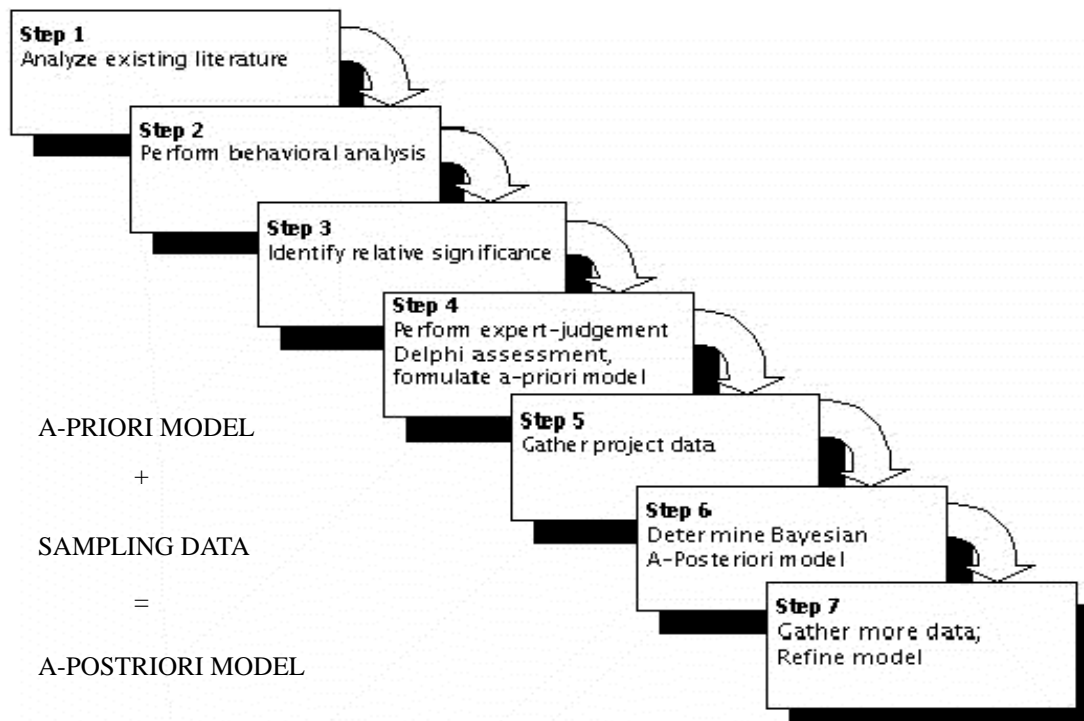 Step 1
Analyze existing literature
Step 2
Perform behavioral analysis
Step 3
Identify relative significance
Step 4
Perform expert-judgement
Delphi assessment,
formulate a-priori model
Step 5
Gather project data
Step 6
Determine Bayesian
A-Posteriori model
Step 7
Gather more data;
Refine model
A-PRIORI MODEL
+
SAMPLING DATA
=
A-POSTRIORI MODEL